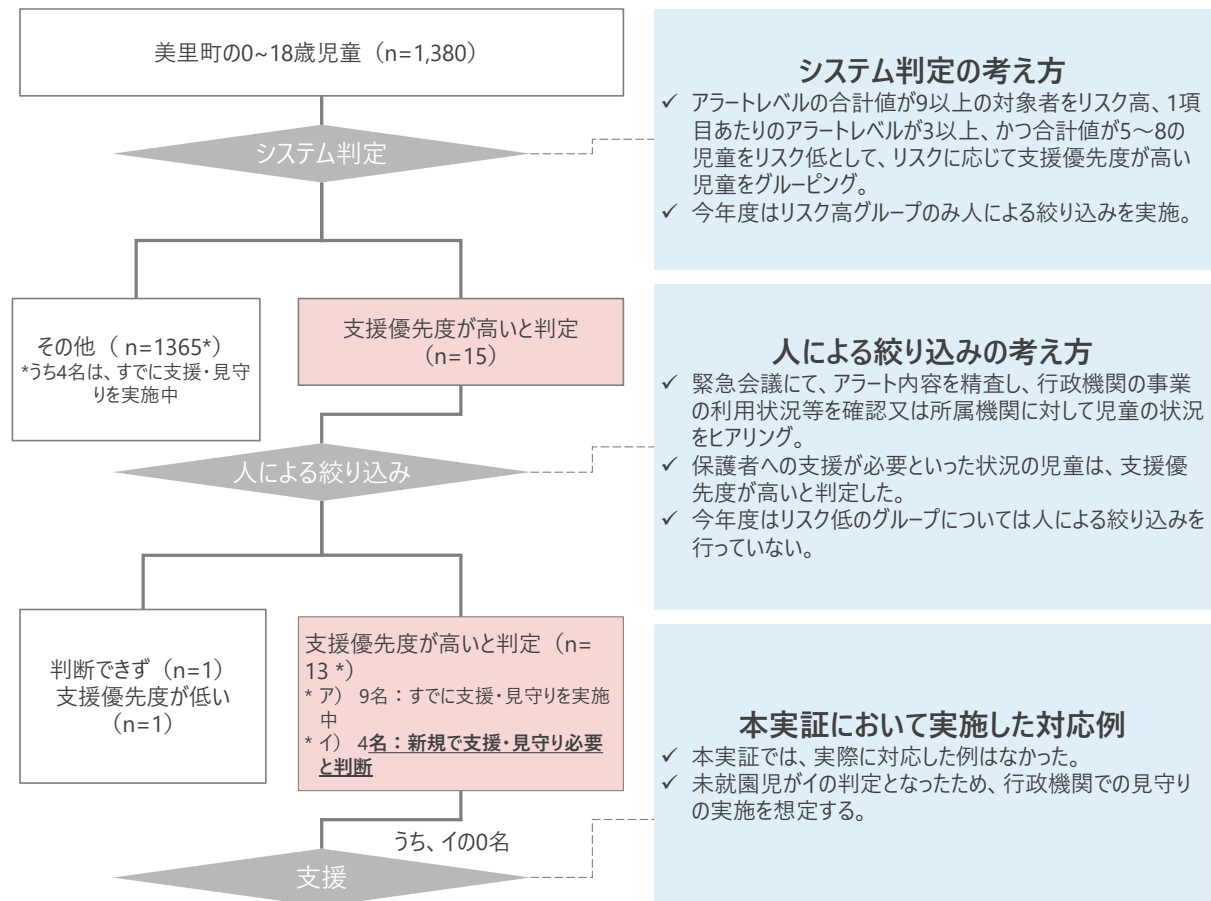 美里町の0~18歳児童（n=1,380）
システム判定
その他（ n=1365*）
*うち4名は、すでに支援・見守
りを実施中
支援優先度が高いと判定
（n=15）
人による絞り込み
判断できず（n=1）
支援優先度が低い
（n=1）
支援優先度が高いと判定（n=
13 *）
* ア） 9名：すでに支援・見守りを実施
中
* イ） 4名：新規で支援・見守り必要
と判断
うち、イの0名
支援
システム判定の考え方
✓ アラートレベルの合計値が9以上の対象者をリスク高、1項
目あたりのアラートレベルが3以上、かつ合計値が5～8の
児童をリスク低として、リスクに応じて支援優先度が高い
児童をグルーピング。
✓ 今年度はリスク高グループのみ人による絞り込みを実施。
人による絞り込みの考え方
✓ 緊急会議にて、アラート内容を精査し、行政機関の事業
の利用状況等を確認又は所属機関に対して児童の状況
をヒアリング。
✓ 保護者への支援が必要といった状況の児童は、支援優
先度が高いと判定した。
✓ 今年度はリスク低のグループについては人による絞り込みを
行っていない。
本実証において実施した対応例
✓ 本実証では、実際に対応した例はなかった。
✓ 未就園児がイの判定となったため、行政機関での見守り
の実施を想定する。